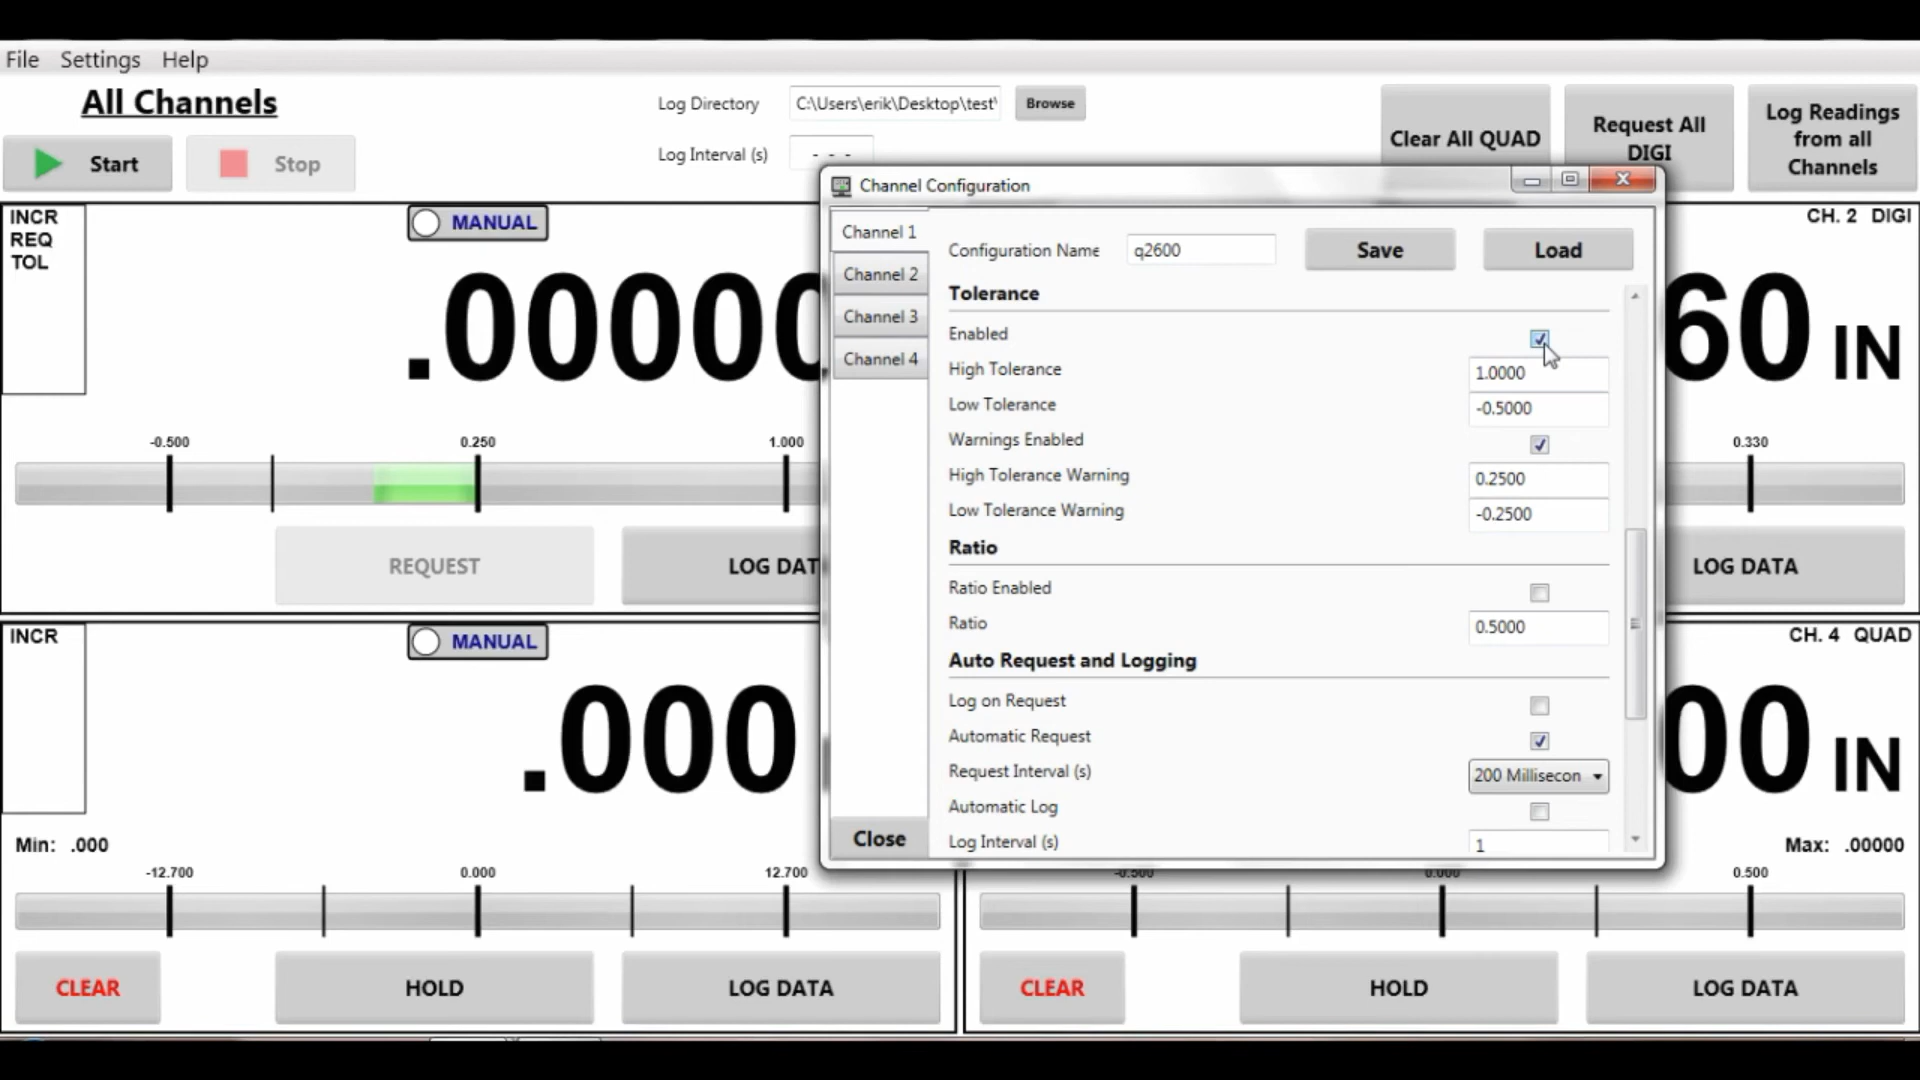 File Settings Help
All Channels
Start
Stop
Log Directory C:\Users\erik\Desktop\test\ Browse
Log Interval (s) - - -
Clear All QUAD
Request All
DIGI
Log Readings
from all
Channels
INCR
REQ
TOL
MANUAL
.00000
-0.500 0.250 1.000
REQUEST
LOG DAT
CH. 2 DIGI
60 IN
0.330
LOG DATA
Channel Configuration
Channel 1
Channel 2
Channel 3
Channel 4
Close
Configuration Name q2600 Save Load
Tolerance
Enabled
High Tolerance 1.0000
Low Tolerance -0.5000
Warnings Enabled
High Tolerance Warning 0.2500
Low Tolerance Warning -0.2500
Ratio
Ratio Enabled
Ratio 0.5000
Auto Request and Logging
Log on Request
Automatic Request
Request Interval (s) 200 Millisecon
Automatic Log
Log Interval (s) 1
INCR
MANUAL
.000
Min: .000
-12.700 0.000 12.700
CLEAR HOLD LOG DATA
CH. 4 QUAD
00 IN
Max: .00000
-0.500 0.000 0.500
CLEAR HOLD LOG DATA